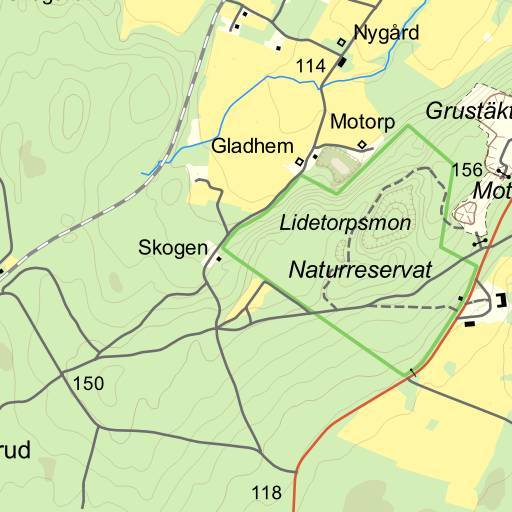 Nygård
114
Grustäkt
Motorp
Gladhem
156
Mot
Lidetorpsmon
Skogen
Naturreservat
150
rud
118